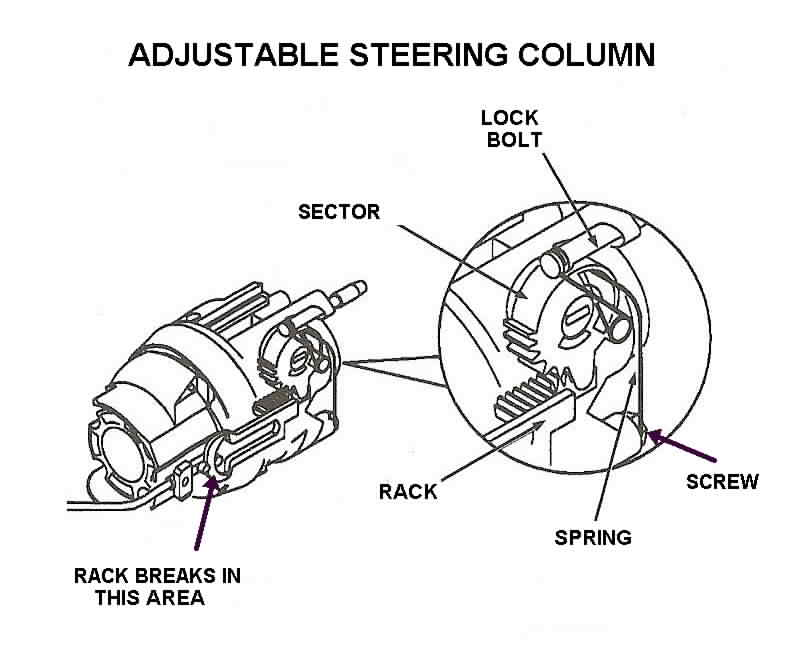 ADJUSTABLE STEERING COLUMN
LOCK
BOLT
SECTOR
RACK
SCREW
SPRING
RACK BREAKS IN
THIS AREA